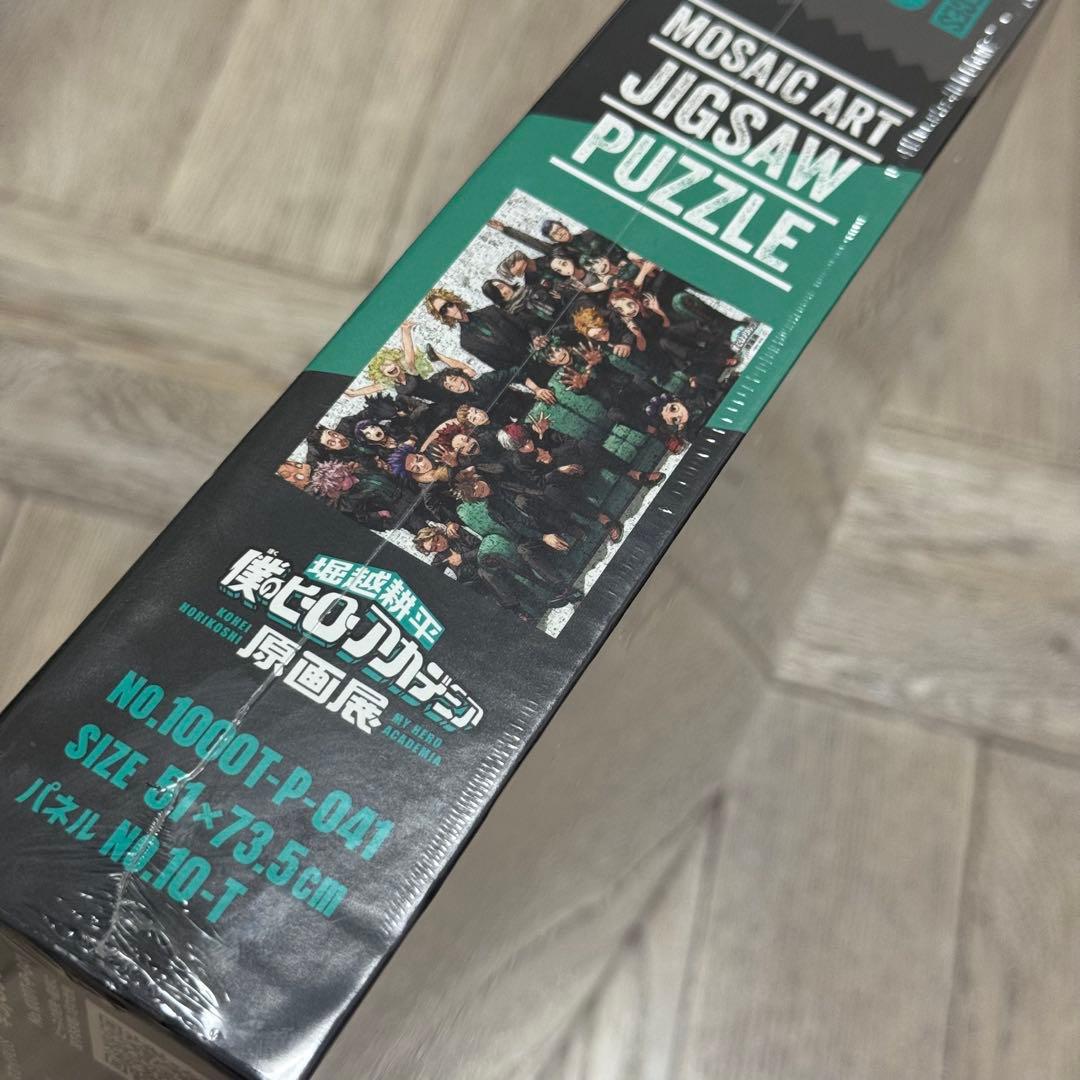 MOSAIC ART
JIGSAW
PUZZLE
堀越耕平
ぼく
僕のヒーローアカデミア
KOHEI
HORIKOSHI
原画展
MY HERO
ACADEMIA
NO.1000T-P-041
SIZE 51×73.5cm
パネル NO.10-T